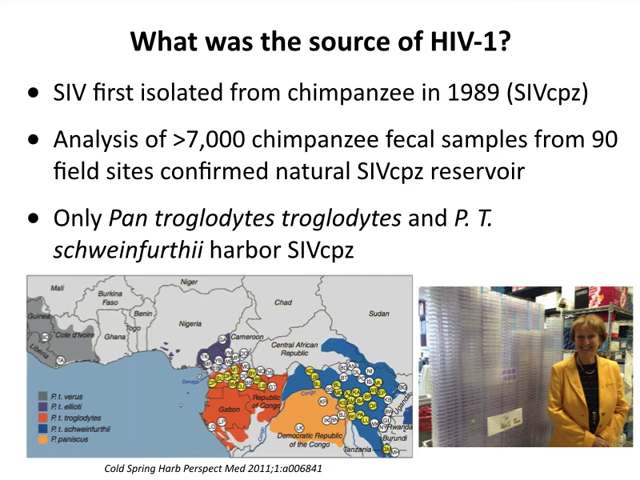 What was the source of HIV-1?
SIV first isolated from chimpanzee in 1989 (SIVcpz)
Analysis of >7,000 chimpanzee fecal samples from 90
field sites confirmed natural SIVcpz reservoir
Only Pan troglodytes troglodytes and P. T.
schweinfurthii harbor SIVcpz
Mali
Niger
Burkina
Faso
Chad
Sudan
Guinea
Benin
Togo
Nigeria
Cote d'Ivoire
Ghana
Liberia
Cameroon
Central African
Republic
Gabon
Republic
of Congo
Democratic Republic
of the Congo
Uganda
Rwanda
Burundi
Tanzania
P. t. verus
P. t. ellioti
P. t. troglodytes
P. t. schweinfurthii
P. paniscus
Cold Spring Harb Perspect Med 2011;1:a006841